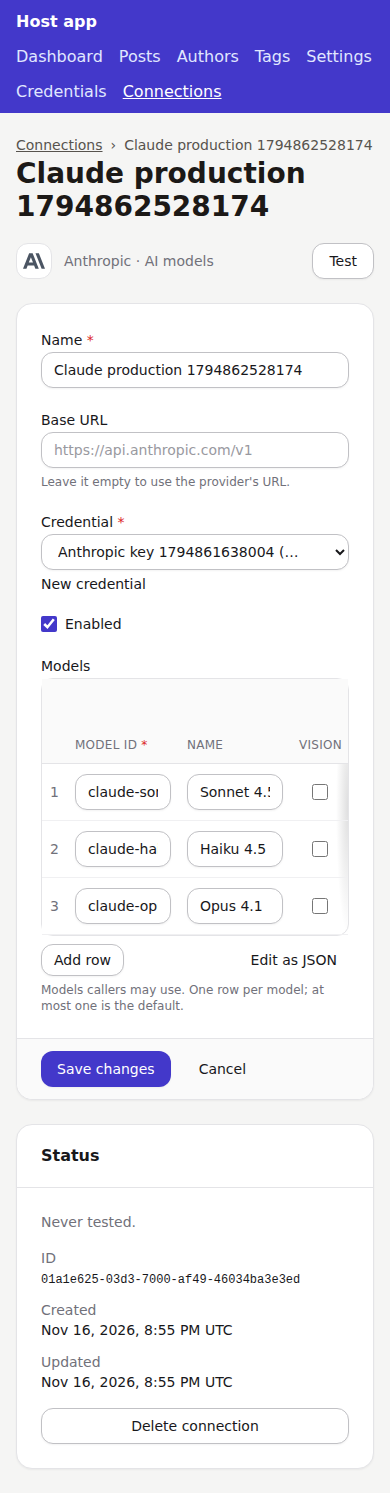 Host app
Dashboard Posts Authors Tags Settings
Credentials Connections
Connections › Claude production 1794862528174
Claude production
1794862528174
Anthropic · AI models
Test
Name *
Claude production 1794862528174
Base URL
https://api.anthropic.com/v1
Leave it empty to use the provider's URL.
Credential *
Anthropic key 1794861638004 (...
New credential
Enabled
Models
MODEL ID * NAME VISION
1 claude-son Sonnet 4.5
2 claude-ha Haiku 4.5
3 claude-op Opus 4.1
Add row Edit as JSON
Models callers may use. One row per model; at
most one is the default.
Save changes Cancel
Status
Never tested.
ID
01a1e625-03d3-7000-af49-46034ba3e3ed
Created
Nov 16, 2026, 8:55 PM UTC
Updated
Nov 16, 2026, 8:55 PM UTC
Delete connection